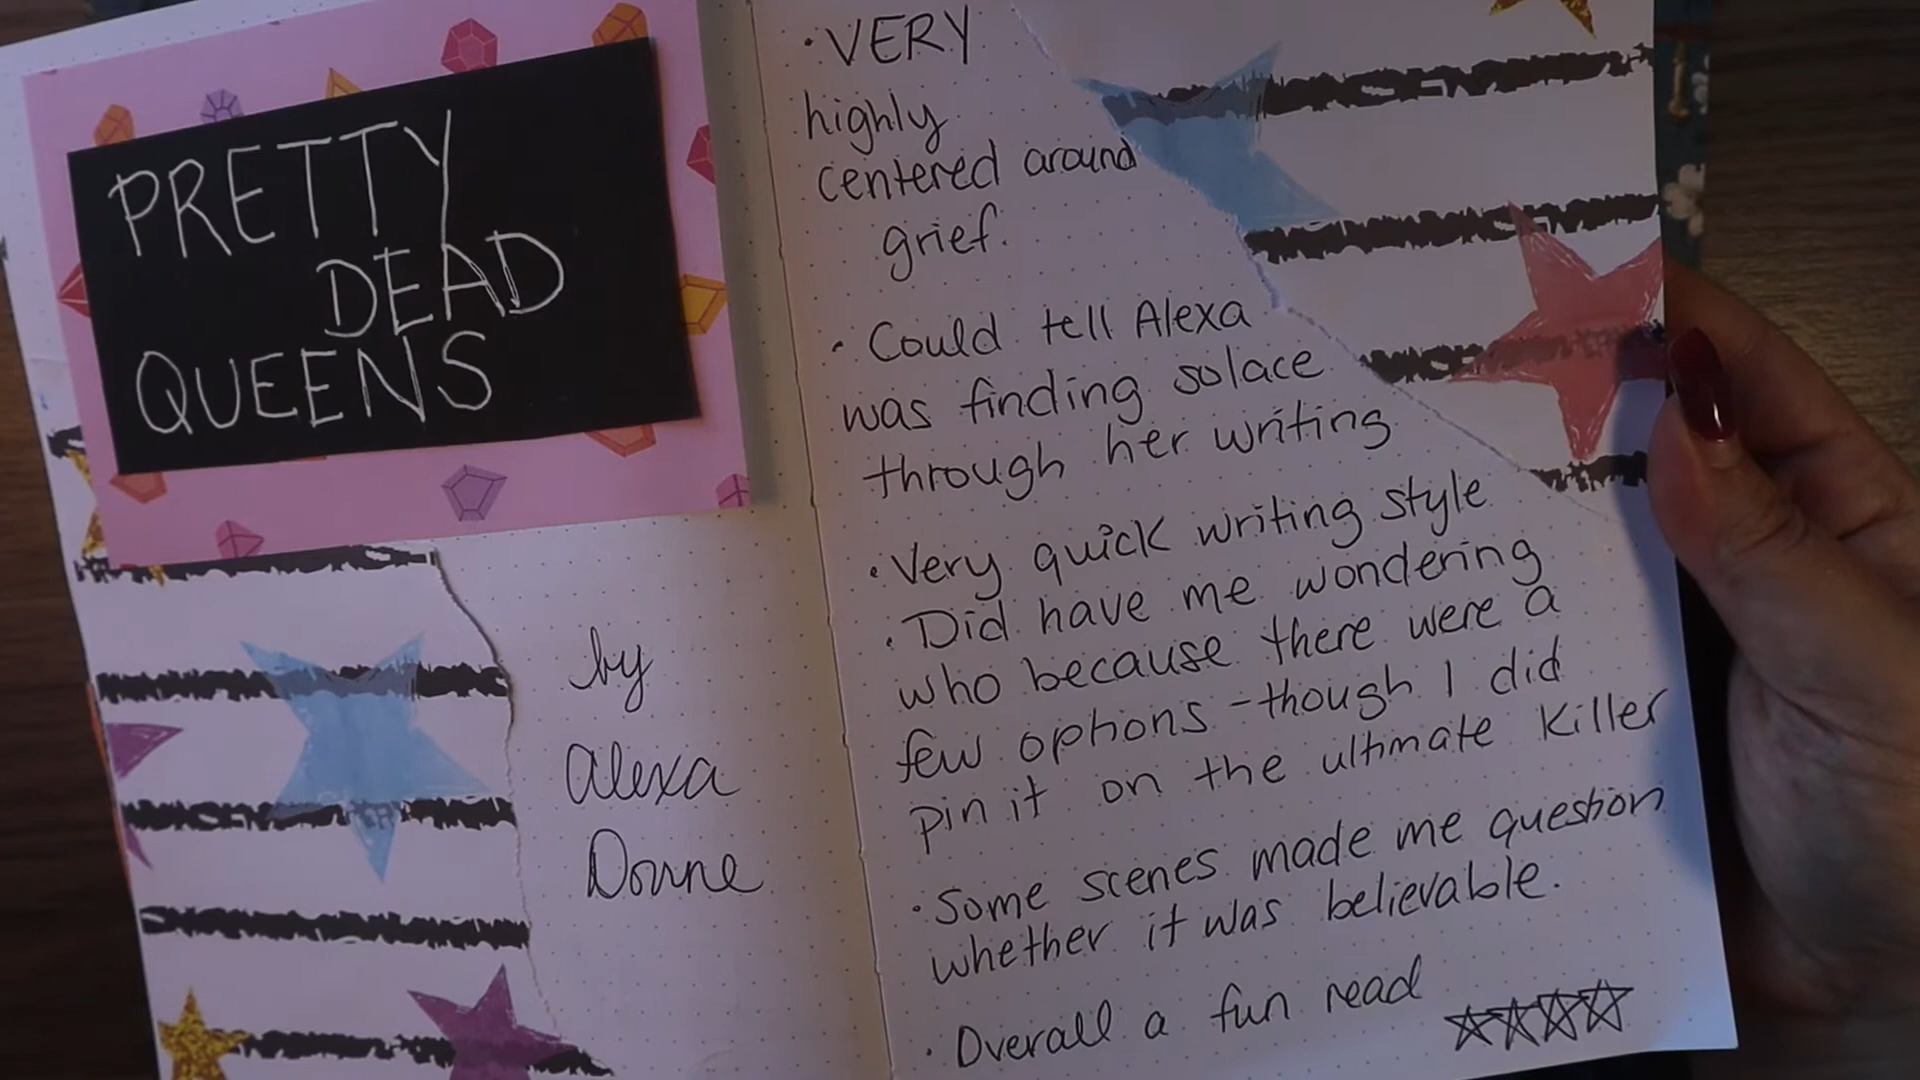 PRETTY
DEAD
QUEENS
by
Alexa
Donne
· VERY
highly
centered around
grief.
· Could tell Alexa
was finding solace
through her writing
· Very quick writing style
· Did have me wondering
who because there were a
few options - though I did
pin it on the ultimate killer
· Some scenes made me question
whether it was believable.
· Overall a fun read